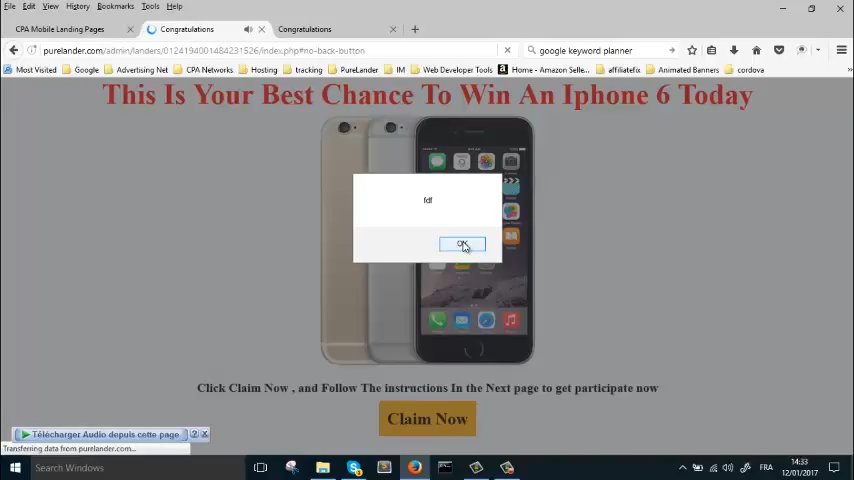 File Edit View History Bookmarks Tools Help
CPA Mobile Landing Pages Congratulations Congratulations
purelander.com/admin/landers/01241940014842315​26/index.php#no-back-button google keyword planner
Most Visited Google Advertising Net CPA Networks Hosting tracking PureLander IM Web Developer Tools Home - Amazon Selle... affiliatefix Animated Banners cordova
This Is Your Best Chance To Win An Iphone 6 Today
fdf
OK
Click Claim Now , and Follow The instructions In the Next page to get participate now
Claim Now
Télécharger Audio depuis cette page ? X
Transferring data from purelander.com...
Search Windows
FRA
14:33
12/01/2017